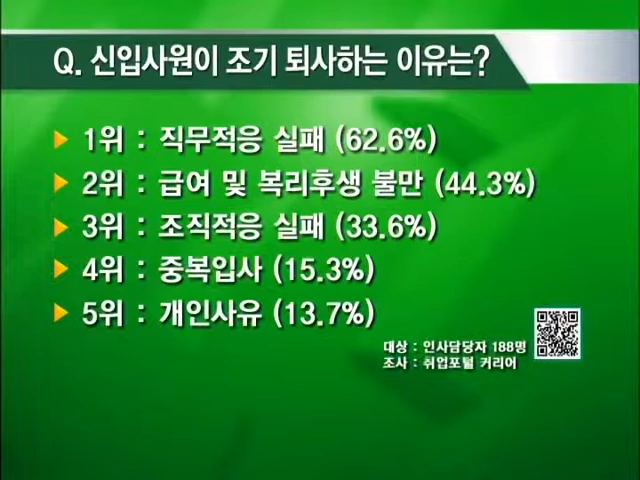 Q. 신입사원이 조기 퇴사하는 이유는?
1위 : 직무적응 실패 (62.6%)
2위 : 급여 및 복리후생 불만 (44.3%)
3위 : 조직적응 실패 (33.6%)
4위 : 중복입사 (15.3%)
5위 : 개인사유 (13.7%)
대상 : 인사담당자 188명
조사 : 취업포털 커리어